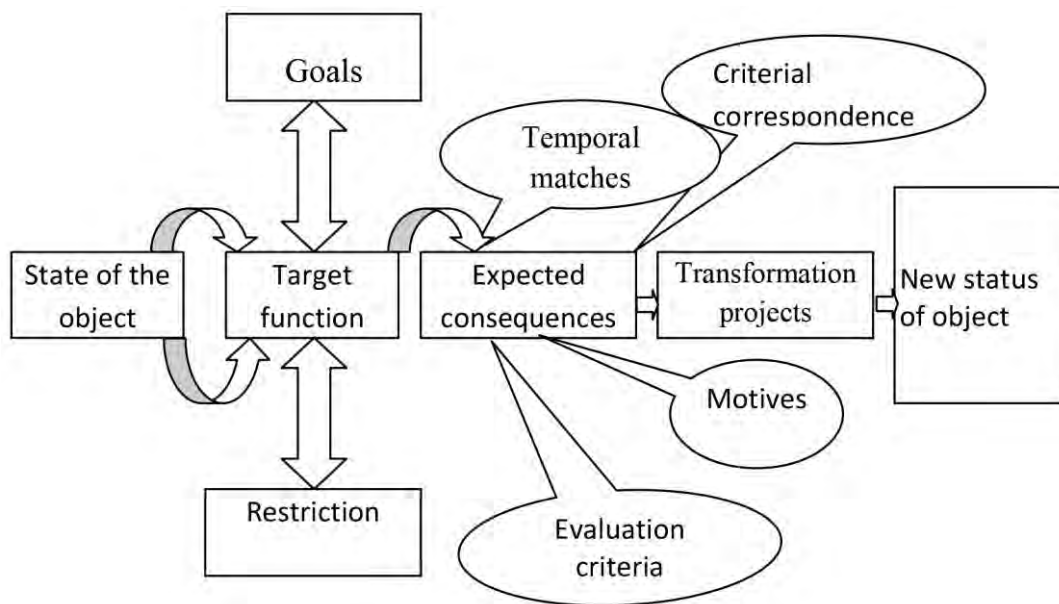 Goals
Criterial
correspondence
Temporal
matches
State of the
object
Target
function
Expected
consequences
Transformation
projects
New status
of object
Motives
Restriction
Evaluation
criteria